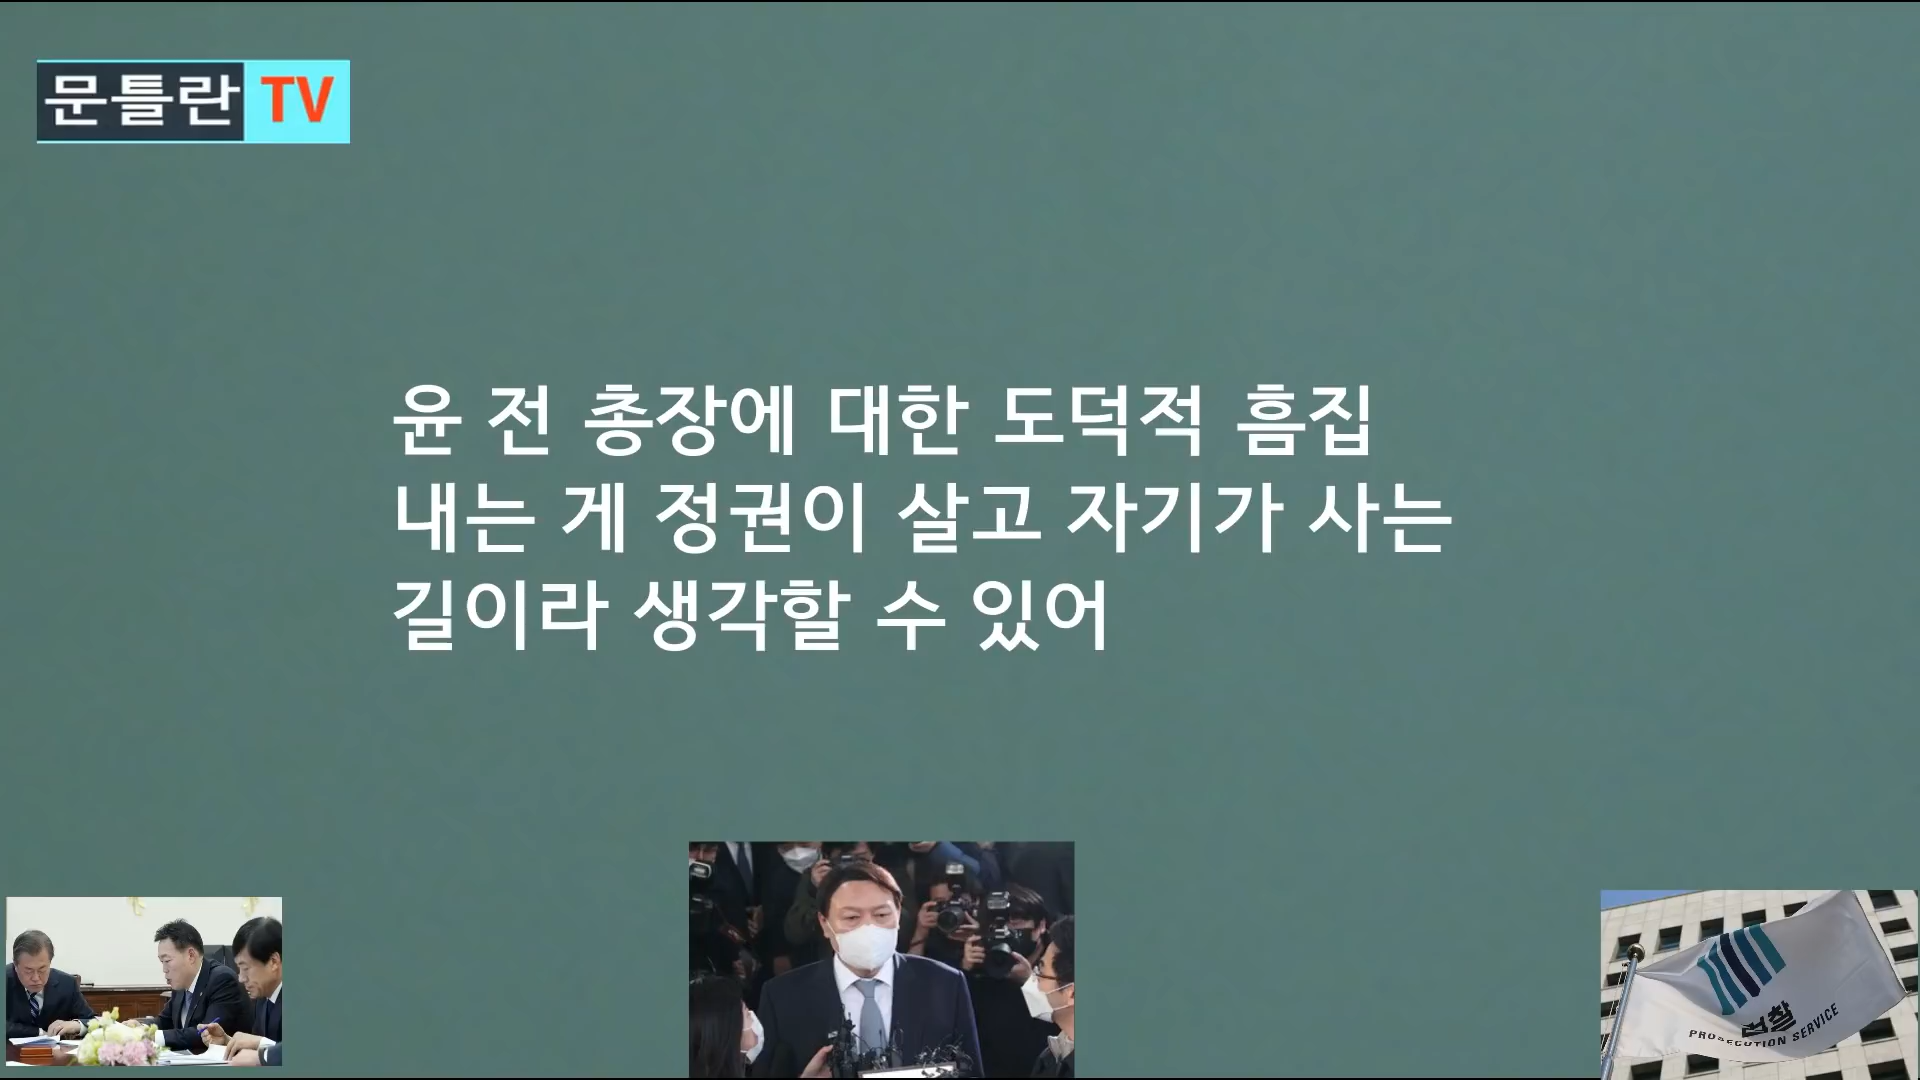 문틀란 TV
윤 전 총장에 대한 도덕적 흠집
내는 게 정권이 살고 자기가 사는
길이라 생각할 수 있어
검찰
PROSECUTION SERVICE